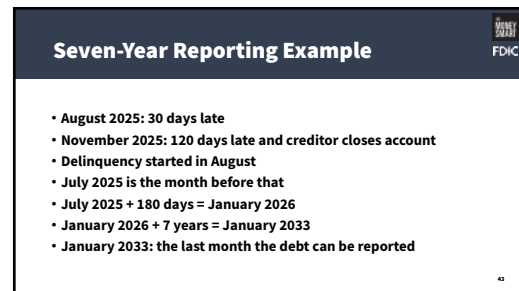 Seven-Year Reporting Example
MONEY
SMART
FDIC
• August 2025: 30 days late
• November 2025: 120 days late and creditor closes account
• Delinquency started in August
• July 2025 is the month before that
• July 2025 + 180 days = January 2026
• January 2026 + 7 years = January 2033
• January 2033: the last month the debt can be reported
43